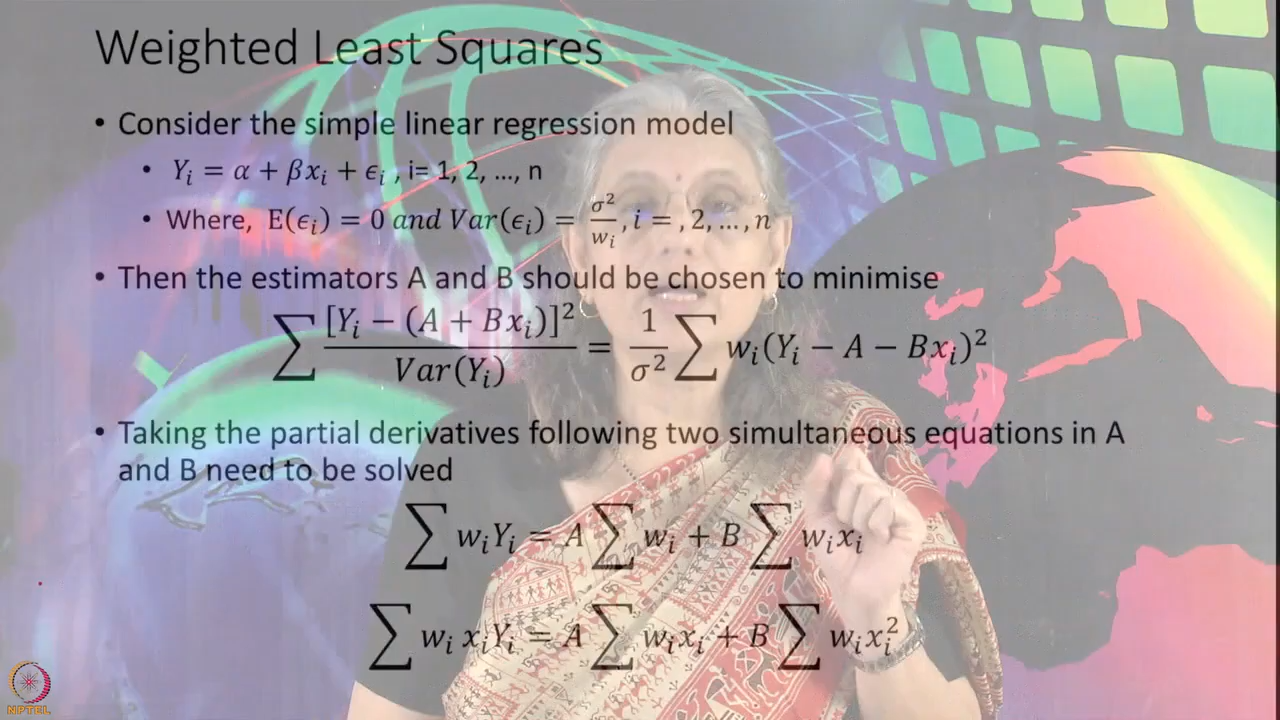 Weighted Least Squares
• Consider the simple linear regression model
• Yᵢ = α + βxᵢ + ϵᵢ , i= 1, 2, …, n
• Where, E(ϵᵢ) = 0 and Var(ϵᵢ) = σ²/wᵢ, i = , 2, … , n
• Then the estimators A and B should be chosen to minimise
∑ [Yᵢ − (A + Bxᵢ)]²/Var(Yᵢ) = 1/σ² ∑ wᵢ(Yᵢ − A − Bxᵢ)²
• Taking the partial derivatives following two simultaneous equations in A
and B need to be solved
∑ wᵢYᵢ = A ∑ wᵢ + B ∑ wᵢxᵢ
∑ wᵢ xᵢYᵢ = A ∑ wᵢxᵢ + B ∑ wᵢxᵢ²
NPTEL